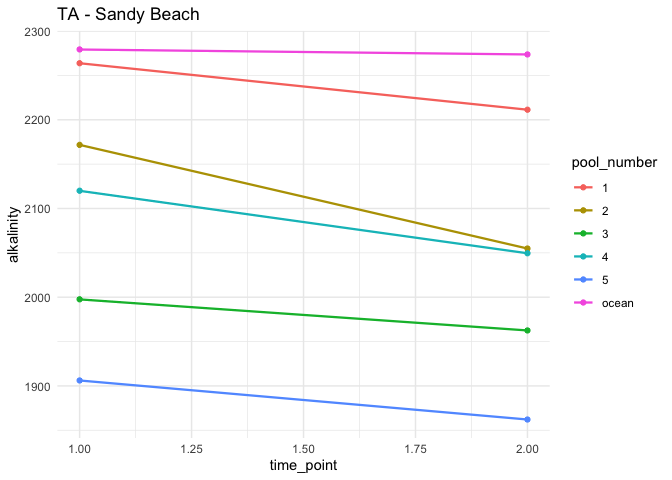 TA - Sandy Beach
2300
2200
2100
2000
1900
alkalinity
1.00 1.25 1.50 1.75 2.00
time_point
pool_number
1
2
3
4
5
ocean